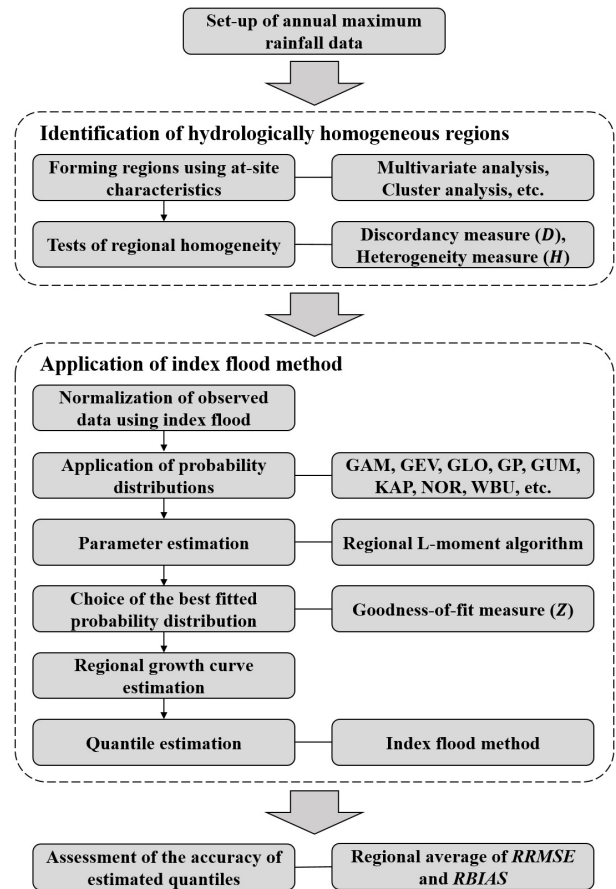 Set-up of annual maximum
rainfall data
Identification of hydrologically homogeneous regions
Forming regions using at-site
characteristics
Multivariate analysis,
Cluster analysis, etc.
Tests of regional homogeneity
Discordancy measure (D),
Heterogeneity measure (H)
Application of index flood method
Normalization of observed
data using index flood
Application of probability
distributions
GAM, GEV, GLO, GP, GUM,
KAP, NOR, WBU, etc.
Parameter estimation
Regional L-moment algorithm
Choice of the best fitted
probability distribution
Goodness-of-fit measure (Z)
Regional growth curve
estimation
Quantile estimation
Index flood method
Assessment of the accuracy of
estimated quantiles
Regional average of RRMSE
and RBIAS